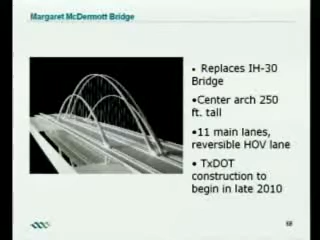 Margaret McDermott Bridge
• Replaces IH-30
Bridge
•Center arch 250
ft. tall
•11 main lanes,
reversible HOV lane
• TxDOT
construction to
begin in late 2010
68